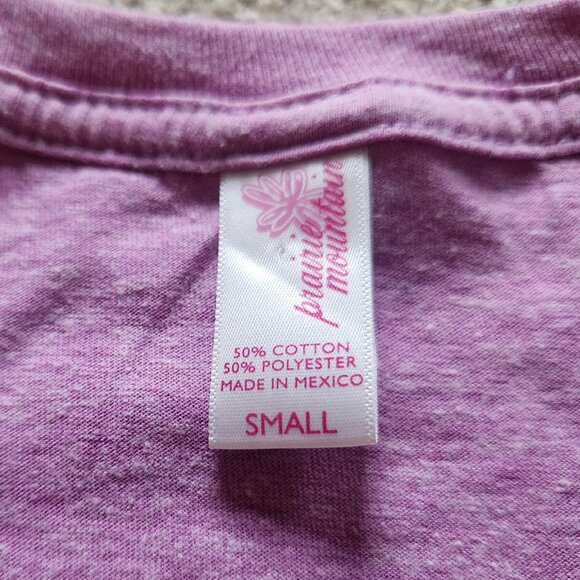 prairie
mountain
50% COTTON
50% POLYESTER
MADE IN MEXICO
SMALL